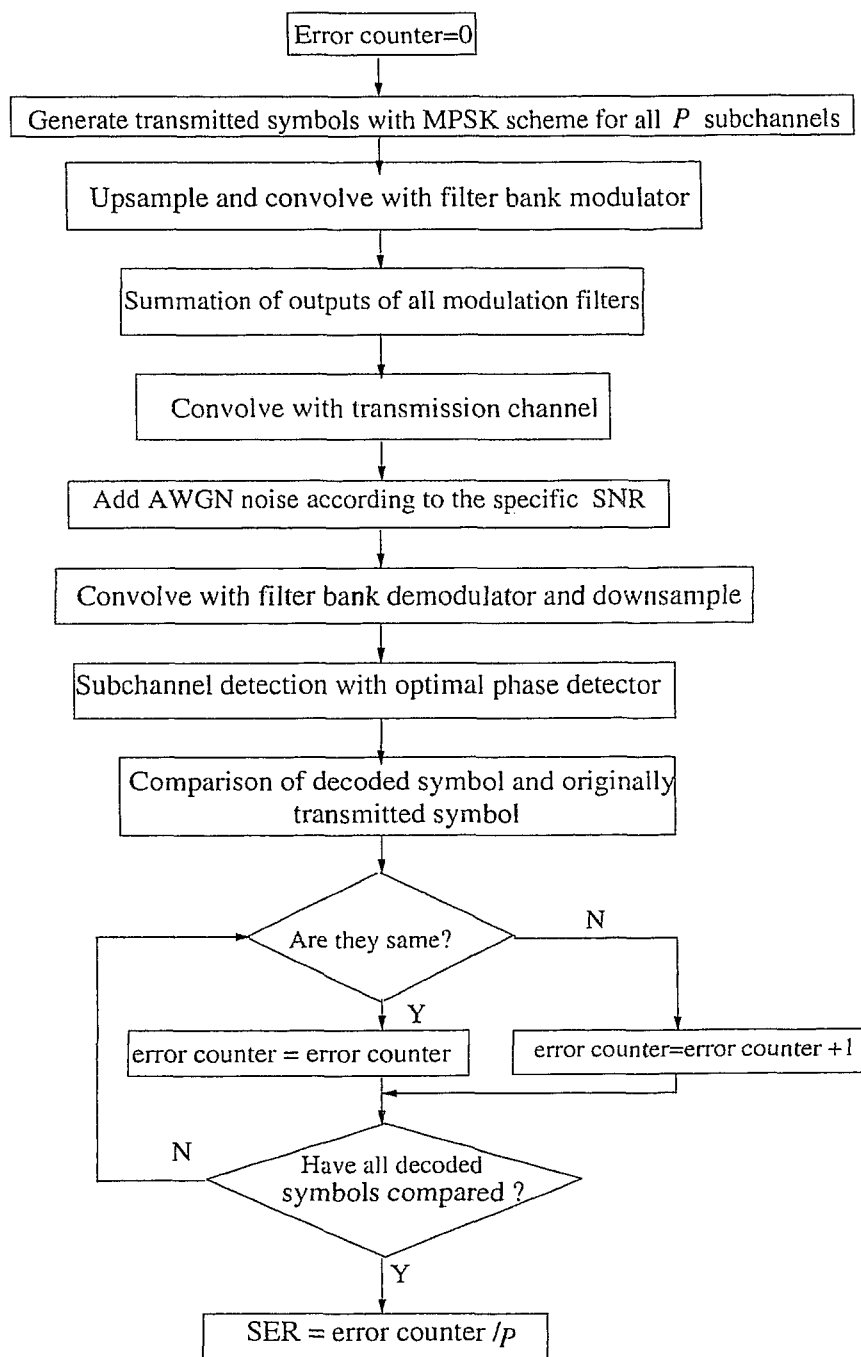 Error counter=0
Generate transmitted symbols with MPSK scheme for all P subchannels
Upsample and convolve with filter bank modulator
Summation of outputs of all modulation filters
Convolve with transmission channel
Add AWGN noise according to the specific SNR
Convolve with filter bank demodulator and downsample
Subchannel detection with optimal phase detector
Comparison of decoded symbol and originally
transmitted symbol
Are they same?
N
Y
error counter = error counter
error counter=error counter +1
N
Have all decoded
symbols compared ?
Y
SER = error counter /p